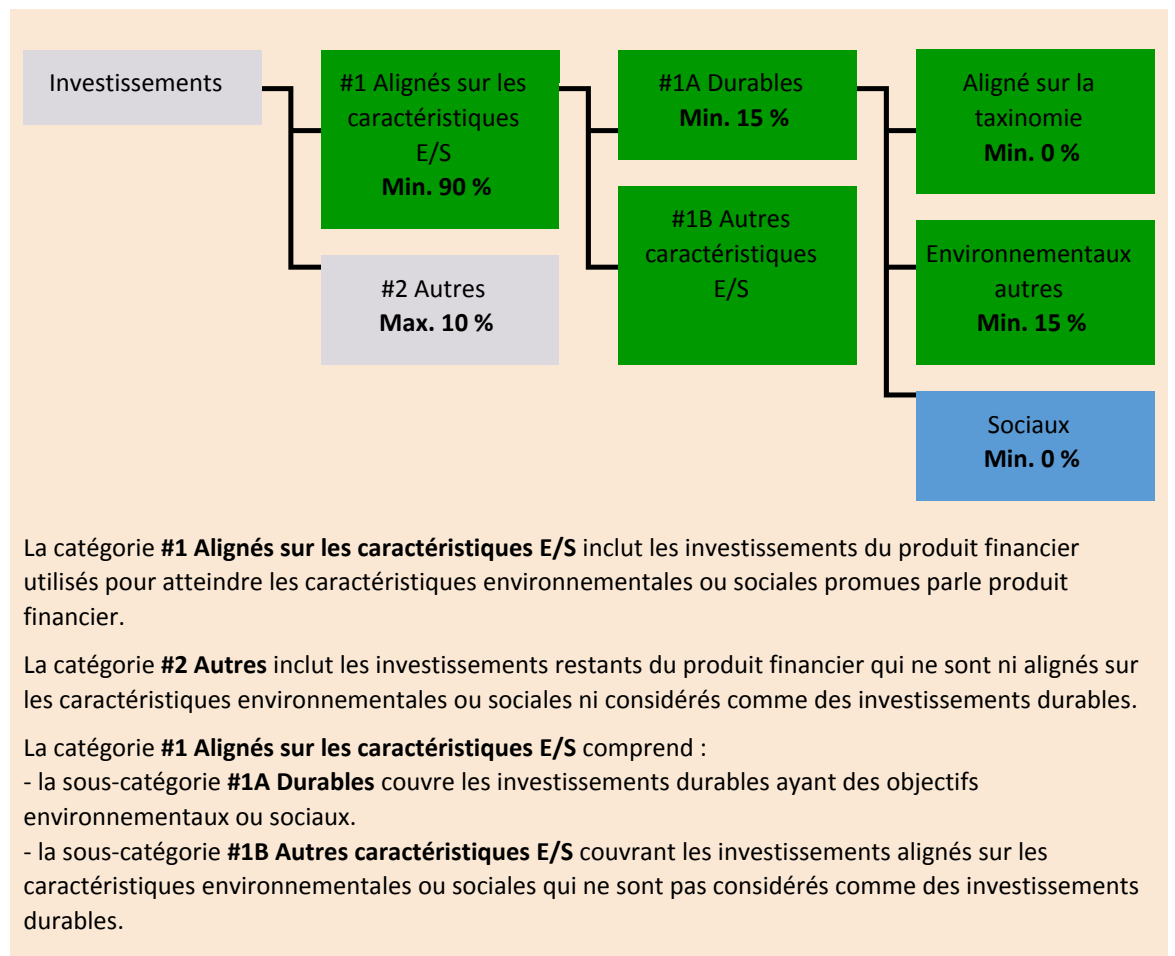 Investissements
#1 Alignés sur les
caractéristiques
E/S
Min. 90 %
#2 Autres
Max. 10 %
#1A Durables
Min. 15 %
#1B Autres
caractéristiques
E/S
Aligné sur la
taxinomie
Min. 0 %
Environnementaux
autres
Min. 15 %
Sociaux
Min. 0 %
La catégorie #1 Alignés sur les caractéristiques E/S inclut les investissements du produit financier
utilisés pour atteindre les caractéristiques environnementales ou sociales promues parle produit
financier.
La catégorie #2 Autres inclut les investissements restants du produit financier qui ne sont ni alignés sur
les caractéristiques environnementales ou sociales ni considérés comme des investissements durables.
La catégorie #1 Alignés sur les caractéristiques E/S comprend :
- la sous-catégorie #1A Durables couvre les investissements durables ayant des objectifs
environnementaux ou sociaux.
- la sous-catégorie #1B Autres caractéristiques E/S couvrant les investissements alignés sur les
caractéristiques environnementales ou sociales qui ne sont pas considérés comme des investissements
durables.